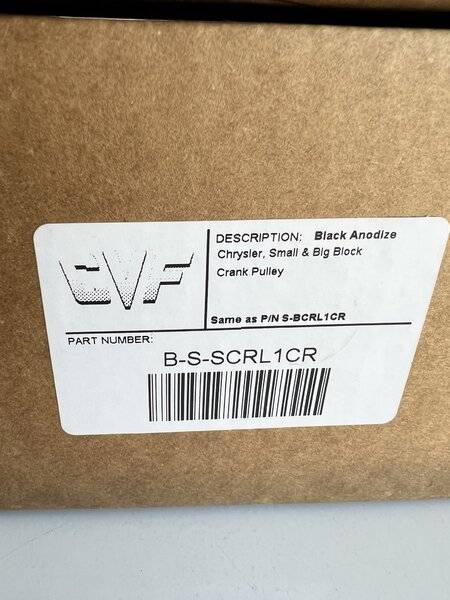 CVF
DESCRIPTION: Black Anodize
Chrysler, Small & Big Block
Crank Pulley
Same as P/N S-BCRL1CR
PART NUMBER:
B-S-SCRL1CR